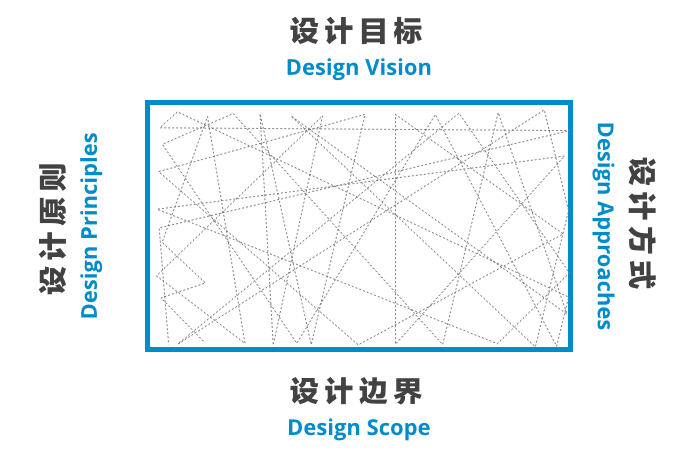 设计目标
Design Vision
设计原则
Design Principles
设计方式
Design Approaches
设计边界
Design Scope